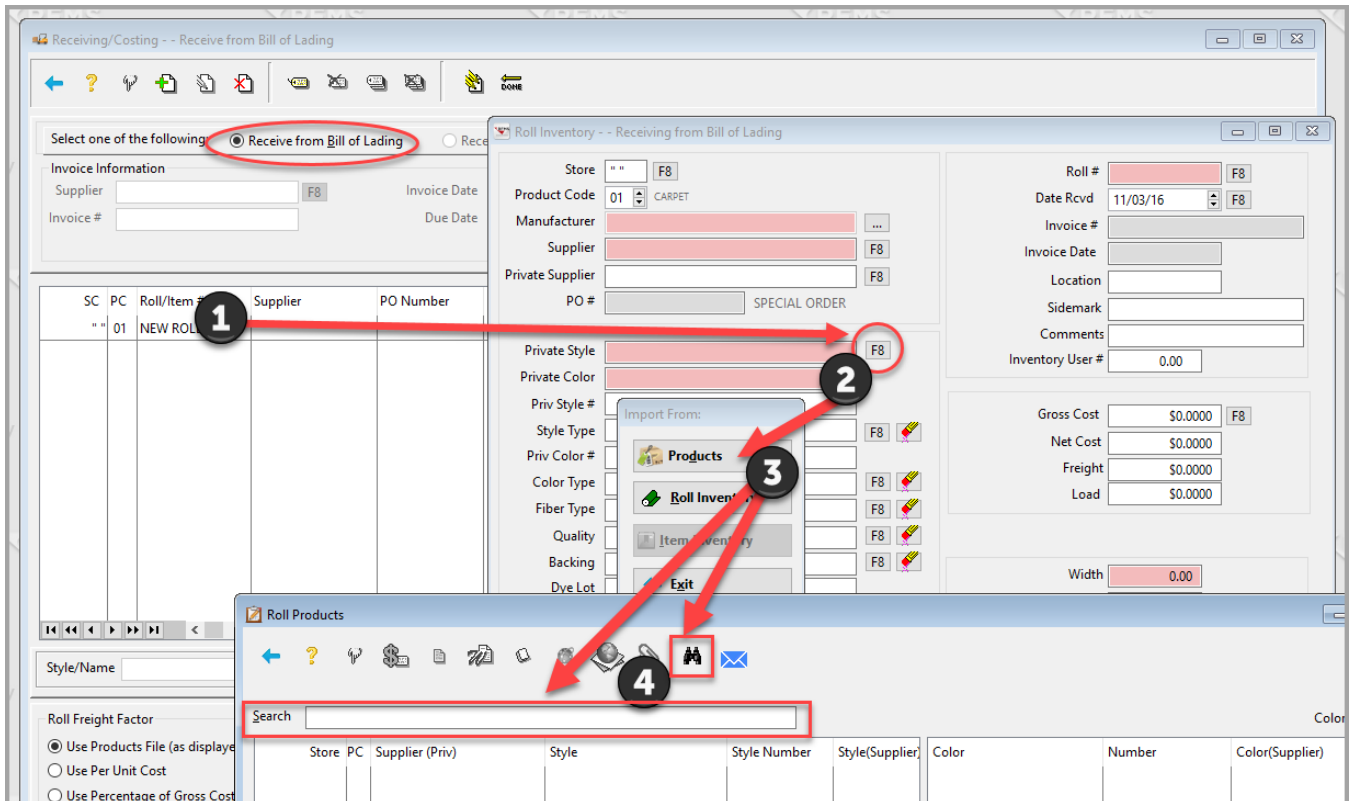 Receiving/Costing - - Receive from Bill of Lading
DONE
Select one of the following:
Receive from Bill of Lading
Rece
Invoice Information
Supplier F8 Invoice Date
Invoice # Due Date
SC PC Roll/Item # Supplier PO Number
" " 01 NEW ROL
1
Style/Name
Roll Freight Factor
Use Products File (as displaye
Use Per Unit Cost
Use Percentage of Gross Cost
Roll Inventory - - Receiving from Bill of Lading
Store " " F8
Product Code 01 CARPET
Manufacturer ...
Supplier F8
Private Supplier F8
PO # SPECIAL ORDER
Private Style F8
Private Color
2
Priv Style #
Style Type F8
Priv Color #
Color Type F8
Fiber Type F8
Quality F8
Backing F8
Dye Lot
Roll # F8
Date Rcvd 11/03/16 F8
Invoice #
Invoice Date
Location
Sidemark
Comments
Inventory User # 0.00
Gross Cost $0.0000 F8
Net Cost $0.0000
Freight $0.0000
Load $0.0000
Width 0.00
Import From:
Products
3
Roll Inventory
Item Inventory
Exit
Roll Products
4
Search
Color
Store PC Supplier (Priv) Style Style Number Style(Supplier) Color Number Color(Supplier)